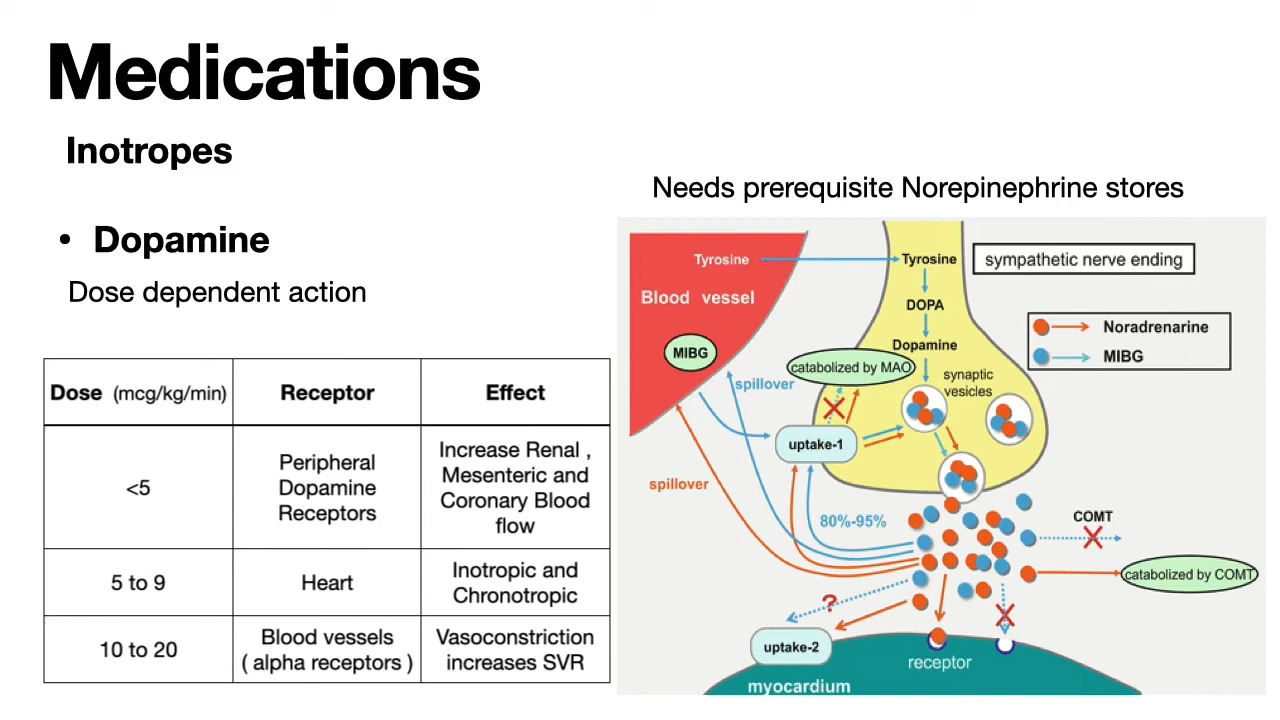 Medications
Inotropes
• Dopamine
Dose dependent action
Dose (mcg/kg/min) Receptor Effect
<5
Peripheral
Dopamine
Receptors
Increase Renal ,
Mesenteric and
Coronary Blood
flow
5 to 9
Heart
Inotropic and
Chronotropic
10 to 20
Blood vessels
( alpha receptors )
Vasoconstriction
increases SVR
Needs prerequisite Norepinephrine stores
Tyrosine
Blood vessel
MIBG
Tyrosine
DOPA
Dopamine
sympathetic nerve ending
Noradrenarine
MIBG
catabolized by MAO
synaptic
vesicles
spillover
uptake-1
spillover
80%-95%
COMT
catabolized by COMT
?
uptake-2
receptor
myocardium